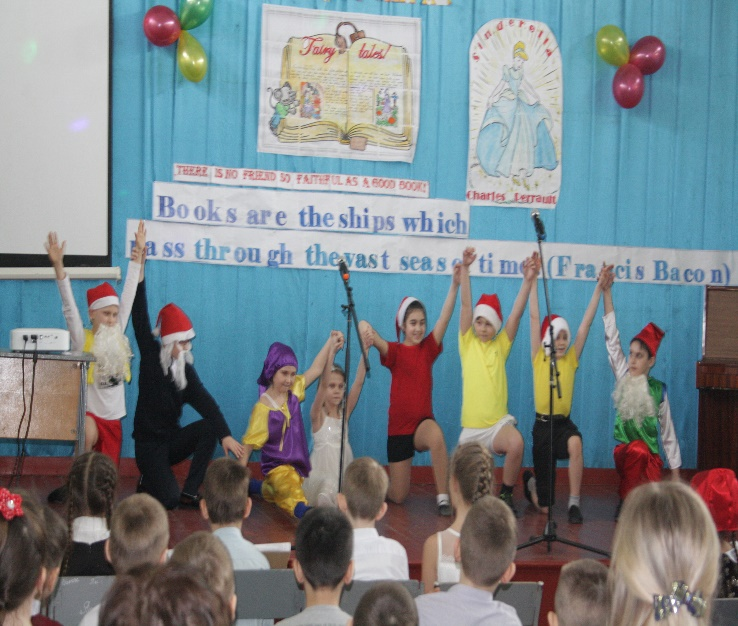 Fairy tales!
Cinderella
Charles Perrault
THERE IS NO FRIEND SO FAITHFUL AS A GOOD BOOK!
Books are the ships which
pass through the vast seas of time (Francis Bacon)